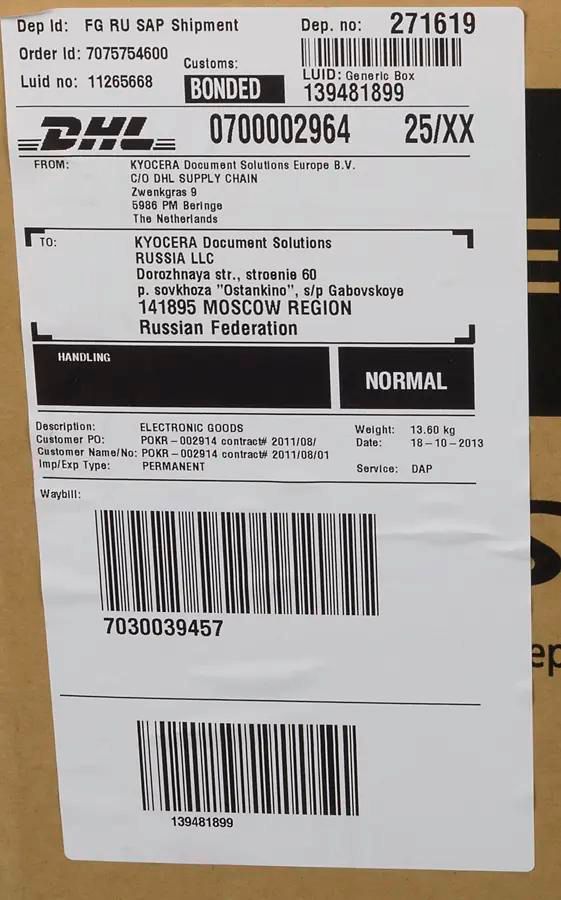 Dep Id: FG RU SAP Shipment
Dep. no: 271619
Order Id: 7075754600
Customs:
Luid no: 11265668
BONDED
LUID: Generic Box
139481899
DHL 0700002964 25/XX
FROM: KYOCERA Document Solutions Europe B.V.
C/O DHL SUPPLY CHAIN
Zwenkgras 9
5986 PM Beringe
The Netherlands
TO: KYOCERA Document Solutions
RUSSIA LLC
Dorozhnaya str., stroenie 60
p. sovkhoza "Ostankino", s/p Gabovskoye
141895 MOSCOW REGION
Russian Federation
HANDLING
NORMAL
Description: ELECTRONIC GOODS
Weight: 13.60 kg
Customer PO: POKR-002914 contract# 2011/08/
Date: 18-10-2013
Customer Name/No: POKR-002914 contract# 2011/08/01
Imp/Exp Type: PERMANENT
Service: DAP
Waybill:
7030039457
ep
139481899